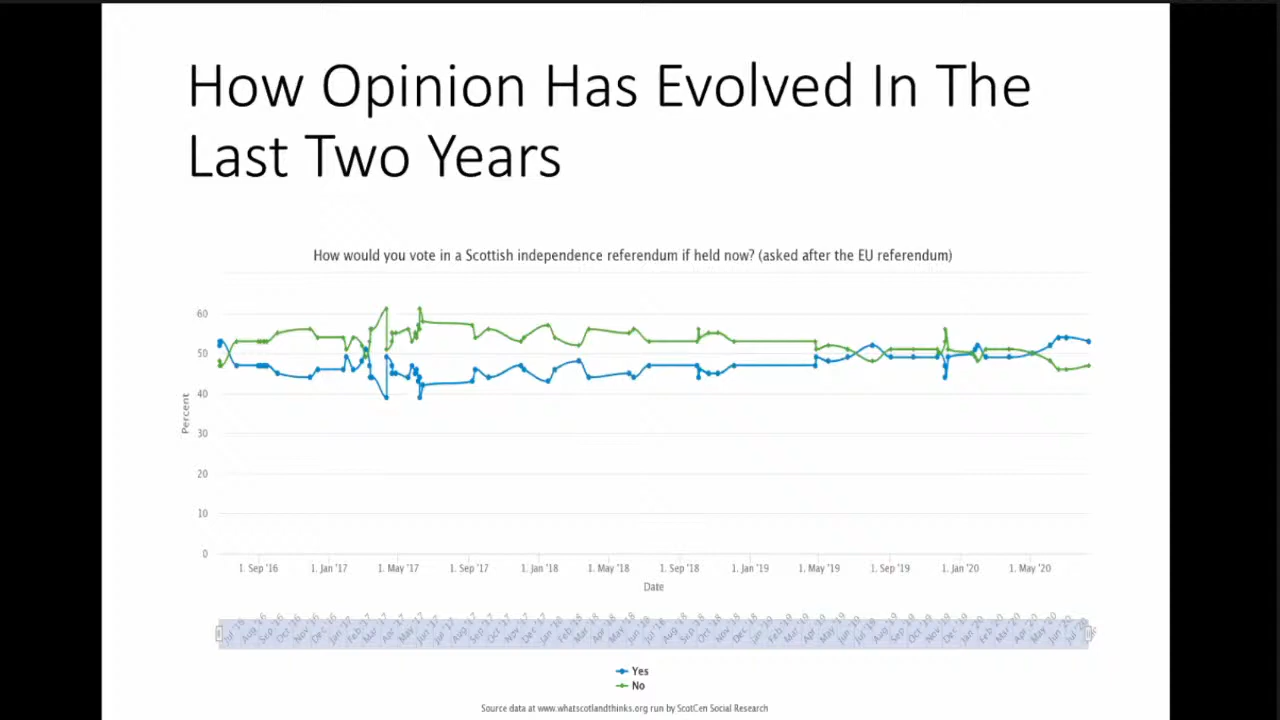 How Opinion Has Evolved In The
Last Two Years
How would you vote in a Scottish independence referendum if held now? (asked after the EU referendum)
60
50
40
30
20
10
0
Percent
1. Sep '16 1. Jan '17 1. May '17 1. Sep '17 1. Jan '18 1. May '18 1. Sep '18 1. Jan '19 1. May '19 1. Sep '19 1. Jan '20 1. May '20
Date
Yes
No
Source data at www.whatscotlandthinks.org run by ScotCen Social Research